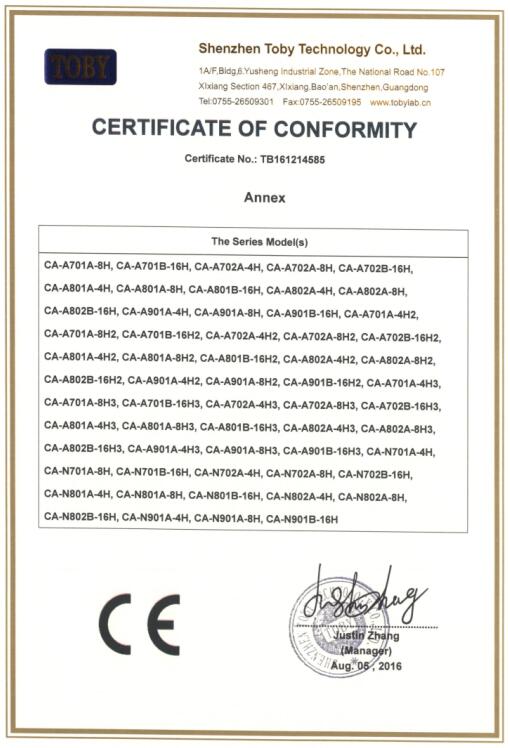 TOBY
Shenzhen Toby Technology Co., Ltd.
1A/F,Bldg,6.Yusheng Industrial Zone,The National Road No.107
XIxiang Section 467,XIxiang,Bao'an,Shenzhen,Guangdong
Tel:0755-26509301 Fax:0755-26509195 www.tobylab.cn
CERTIFICATE OF CONFORMITY
Certificate No.: TB161214585
Annex
The Series Model(s)
CA-A701A-8H, CA-A701B-16H, CA-A702A-4H, CA-A702A-8H, CA-A702B-16H,
CA-A801A-4H, CA-A801A-8H, CA-A801B-16H, CA-A802A-4H, CA-A802A-8H,
CA-A802B-16H, CA-A901A-4H, CA-A901A-8H, CA-A901B-16H, CA-A701A-4H2,
CA-A701A-8H2, CA-A701B-16H2, CA-A702A-4H2, CA-A702A-8H2, CA-A702B-16H2,
CA-A801A-4H2, CA-A801A-8H2, CA-A801B-16H2, CA-A802A-4H2, CA-A802A-8H2,
CA-A802B-16H2, CA-A901A-4H2, CA-A901A-8H2, CA-A901B-16H2, CA-A701A-4H3,
CA-A701A-8H3, CA-A701B-16H3, CA-A702A-4H3, CA-A702A-8H3, CA-A702B-16H3,
CA-A801A-4H3, CA-A801A-8H3, CA-A801B-16H3, CA-A802A-4H3, CA-A802A-8H3,
CA-A802B-16H3, CA-A901A-4H3, CA-A901A-8H3, CA-A901B-16H3, CA-N701A-4H,
CA-N701A-8H, CA-N701B-16H, CA-N702A-4H, CA-N702A-8H, CA-N702B-16H,
CA-N801A-4H, CA-N801A-8H, CA-N801B-16H, CA-N802A-4H, CA-N802A-8H,
CA-N802B-16H, CA-N901A-4H, CA-N901A-8H, CA-N901B-16H
CE
Justin Zhang
(Manager)
Aug. 05 , 2016